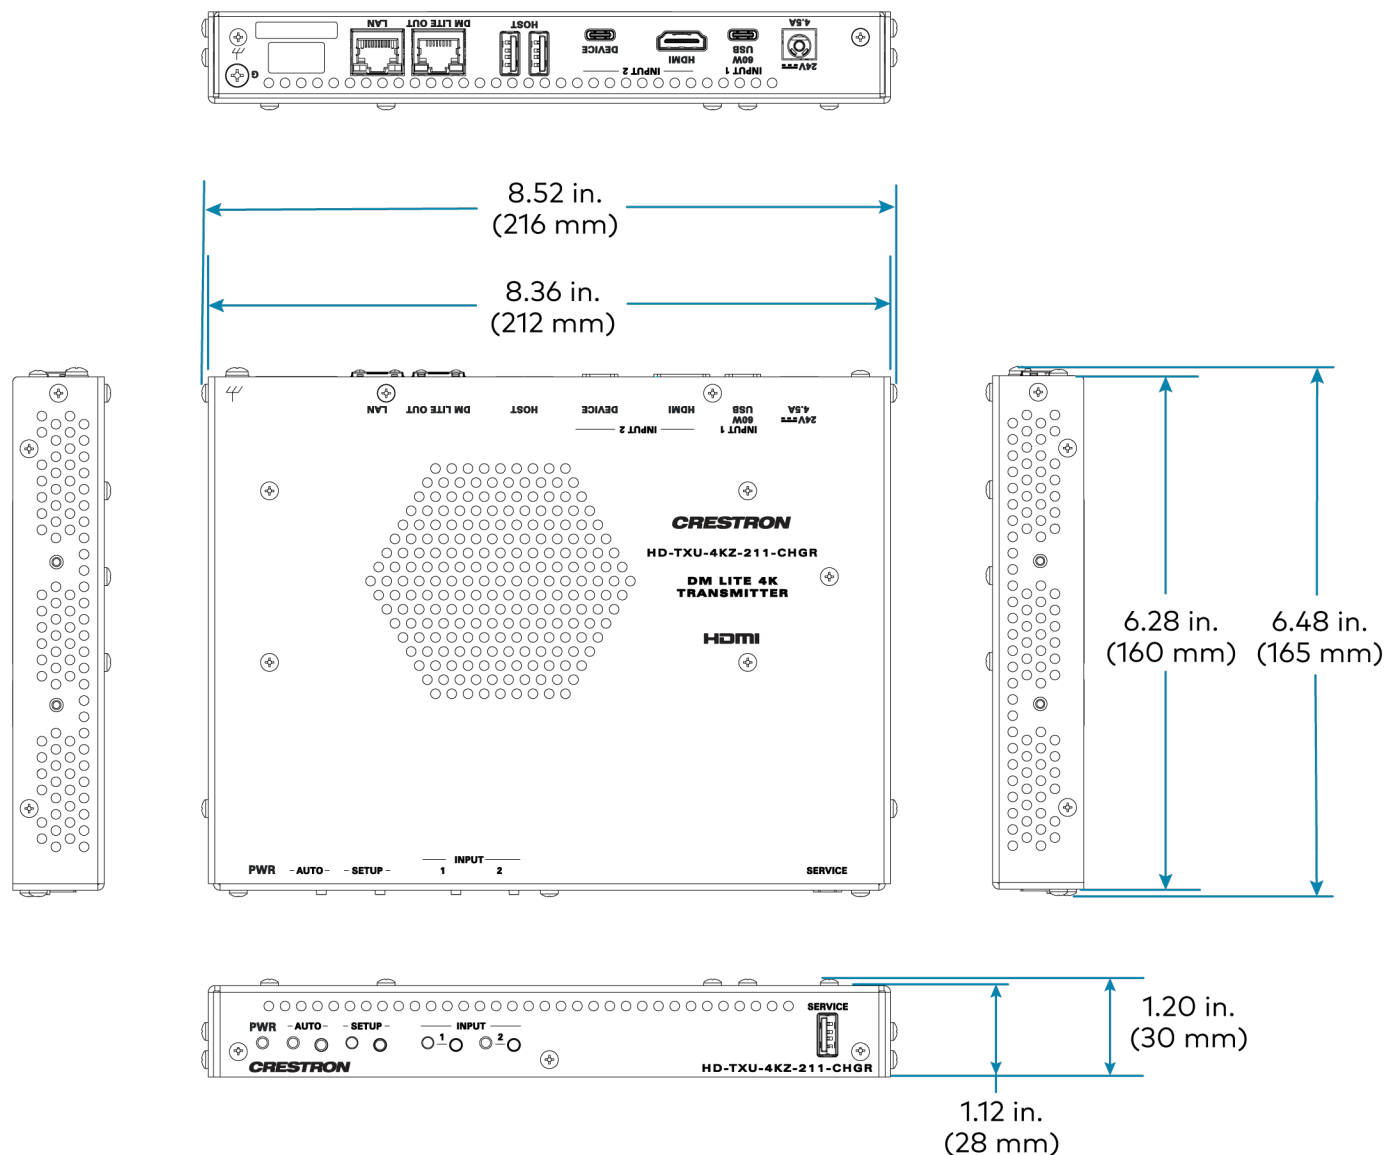 LAN
DM LITE OUT
HOST
DEVICE
HDMI
INPUT 2
USB
60W
INPUT 1
4.5A
24V
G
8.52 in.
(216 mm)
8.36 in.
(212 mm)
LAN
DM LITE OUT
HOST
DEVICE
HDMI
INPUT 2
USB
60W
INPUT 1
4.5A
24V
CRESTRON
HD-TXU-4KZ-211-CHGR
DM LITE 4K
TRANSMITTER
HDMI
6.28 in.
(160 mm)
6.48 in.
(165 mm)
PWR
-AUTO-
-SETUP-
INPUT
1 2
SERVICE
SERVICE
PWR
-AUTO-
-SETUP-
INPUT
1 2
CRESTRON
HD-TXU-4KZ-211-CHGR
1.20 in.
(30 mm)
1.12 in.
(28 mm)